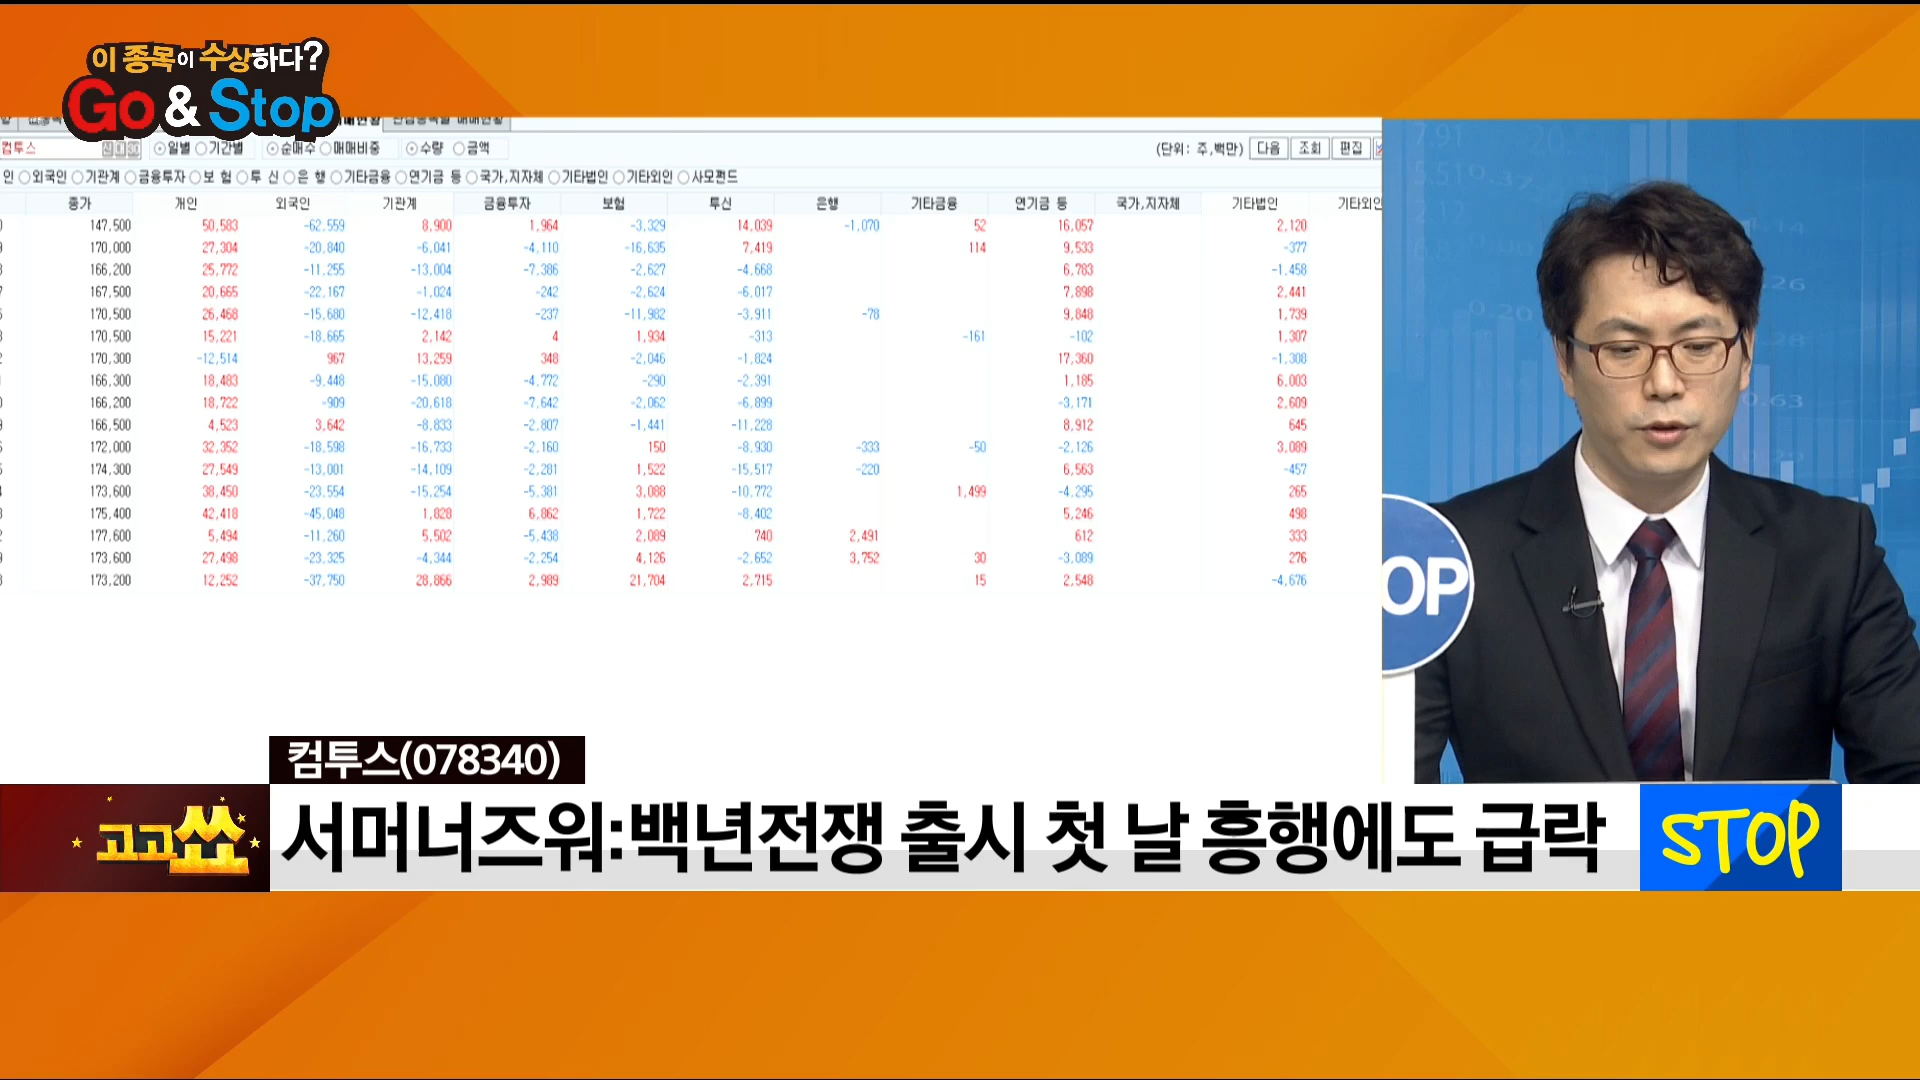 이 종목이 수상하다?
Go & Stop
컴투스 일별 기간별 순매수 매매비중 수량 금액 (단위: 주,백만) 다음 조회 편집
인 외국인 기관계 금융투자 보 험 투 신 은 행 기타금융 연기금 등 국가,지자체 기타법인 기타외인 사모펀드
종가 개인 외국인 기관계 금융투자 보험 투신 은행 기타금융 연기금 등 국가,지자체 기타법인 기타외인
147,500 50,583 -62,559 8,900 1,964 -3,329 14,039 -1,070 52 16,057 2,120
170,000 27,304 -20,840 -6,041 -4,110 -16,635 7,419 114 9,533 -377
166,200 25,772 -11,255 -13,004 -7,386 -2,627 -4,668 6,783 -1,458
167,500 20,665 -22,167 -1,024 -242 -2,624 -6,017 7,898 2,441
170,500 26,468 -15,680 -12,418 -237 -11,982 -3,911 -78 9,848 1,739
170,500 15,221 -18,665 2,142 4 1,934 -313 -161 -102 1,307
170,300 -12,514 967 13,259 348 -2,046 -1,824 17,360 -1,308
166,300 18,483 -9,448 -15,080 -4,772 -290 -2,391 1,185 6,003
166,200 18,722 -909 -20,618 -7,642 -2,062 -6,899 -3,171 2,609
166,500 4,523 3,642 -8,833 -2,807 -1,441 -11,228 8,912 645
172,000 32,352 -18,598 -16,733 -2,160 150 -8,930 -333 -50 -2,126 3,089
174,300 27,549 -13,001 -14,109 -2,281 1,522 -15,517 -220 6,563 -457
173,600 38,450 -23,554 -15,254 -5,381 3,088 -10,772 1,499 -4,295 265
175,400 42,418 -45,048 1,828 6,862 1,722 -8,402 5,246 498
177,600 5,494 -11,260 5,502 -5,438 2,089 740 2,491 612 333
173,600 27,498 -23,325 -4,344 -2,254 4,126 -2,652 3,752 30 -3,089 276
173,200 12,252 -37,750 28,866 2,989 21,704 2,715 15 2,548 -4,676
OP
컴투스(078340)
고고쑈
서머너즈워:백년전쟁 출시 첫 날 흥행에도 급락
STOP